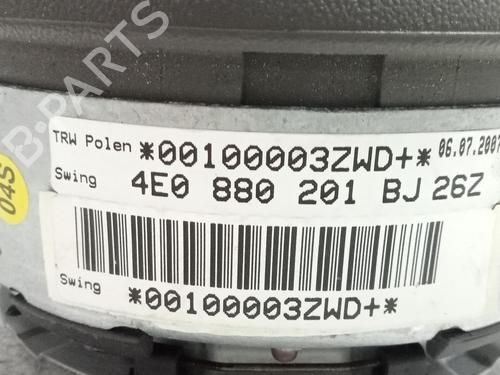 B-PARTS
TRW Polen *00100003ZWD+* 06.07.2007
Swing 4E0 880 201 BJ 26Z
04S
Swing
*00100003ZWD+*